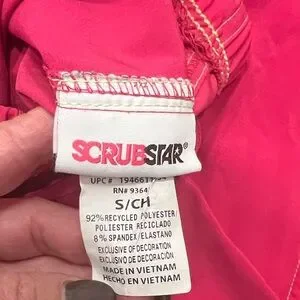 SCRUBSTAR®
UPC#
RN# 9364
S/CH
92% RECYCLED POLYESTER
POLIESTER RECICLADO
8% SPANDEX/ELASTANO
EXCLUSIVE OF DECORATION
EXCLUSIVO DE DECORACIÓN
MADE IN VIETNAM
HECHO EN VIETNAM